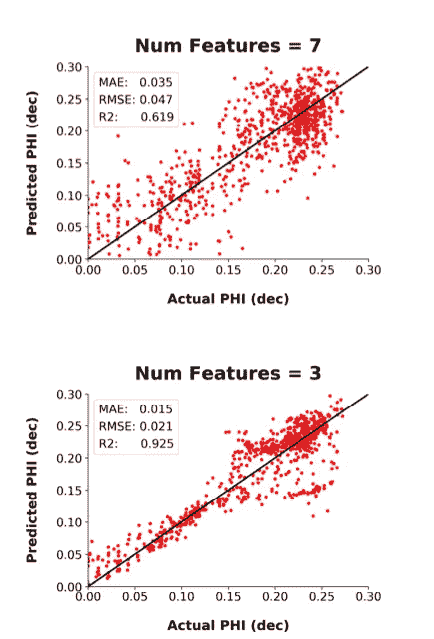 Num Features = 7
0.30
0.25
0.20
0.15
0.10
0.05
0.00
MAE: 0.035
RMSE: 0.047
R2: 0.619
Predicted PHI (dec)
0.00 0.05 0.10 0.15 0.20 0.25 0.30
Actual PHI (dec)
Num Features = 3
0.30
0.25
0.20
0.15
0.10
0.05
0.00
MAE: 0.015
RMSE: 0.021
R2: 0.925
Predicted PHI (dec)
0.00 0.05 0.10 0.15 0.20 0.25 0.30
Actual PHI (dec)